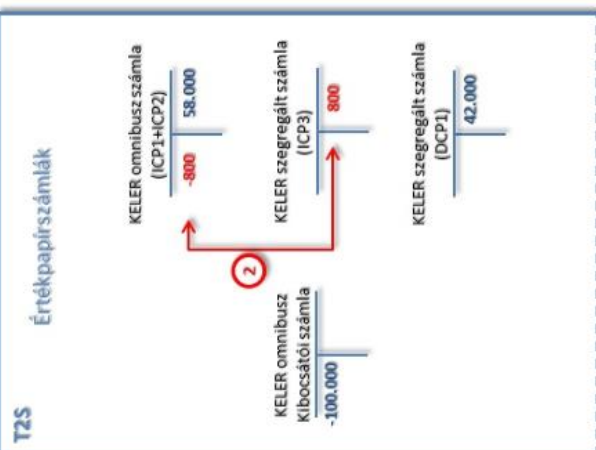 T2S
Értékpapírszámlák
KELER omnibusz
Kibocsátói számla
-100.000
2
KELER omnibusz számla
(ICP1+ICP2)
-800 58.000
KELER szegregált számla
(ICP3)
800
KELER szegregált számla
(DCP1)
42.000